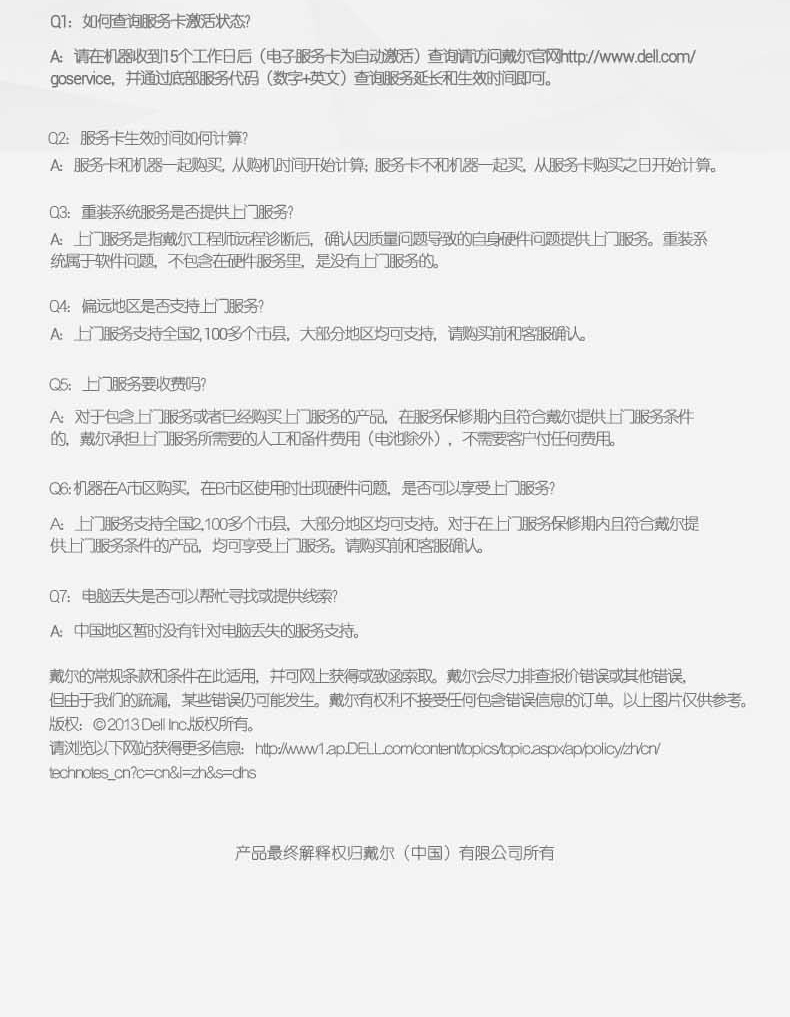 Q1：如何查询服务卡激活状态？
A：请在机器收到15个工作日后（电子服务卡为自动激活）查询请访问戴尔官网http://www.dell.com/
goservice，并通过底部服务代码（数字+英文）查询服务延长和生效时间即可。
Q2：服务卡生效时间如何计算？
A：服务卡和机器一起购买，从购机时间开始计算；服务卡不和机器一起买，从服务卡购买之日开始计算。
Q3：重装系统服务是否提供上门服务？
A：上门服务是指戴尔工程师远程诊断后，确认因质量问题导致的自身硬件问题提供上门服务。重装系
统属于软件问题，不包含在硬件服务里，是没有上门服务的。
Q4：偏远地区是否支持上门服务？
A：上门服务支持全国2,100多个市县，大部分地区均可支持，请购买前和客服确认。
Q5：上门服务要收费吗？
A：对于包含上门服务或者已经购买上门服务的产品，在服务保修期内且符合戴尔提供上门服务条件
的，戴尔承担上门服务所需要的人工和备件费用（电池除外），不需要客户付任何费用。
Q6:机器在A市区购买，在B市区使用时出现硬件问题，是否可以享受上门服务？
A：上门服务支持全国2,100多个市县，大部分地区均可支持。对于在上门服务保修期内且符合戴尔提
供上门服务条件的产品，均可享受上门服务。请购买前和客服确认。
Q7：电脑丢失是否可以帮忙寻找或提供线索？
A：中国地区暂时没有针对电脑丢失的服务支持。
戴尔的常规条款和条件在此适用，并可网上获得或致函索取。戴尔会尽力排查报价错误或其他错误，
但由于我们的疏漏，某些错误仍可能发生。戴尔有权利不接受任何包含错误信息的订单。以上图片仅供参考。
版权：©2013 Dell Inc.版权所有。
请浏览以下网站获得更多信息：http://www1.ap.DELL.com/content/topics/topic.aspx/ap/policy/zh/cn/
technotes_cn?c=cn&l=zh&s=dhs
产品最终解释权归戴尔（中国）有限公司所有